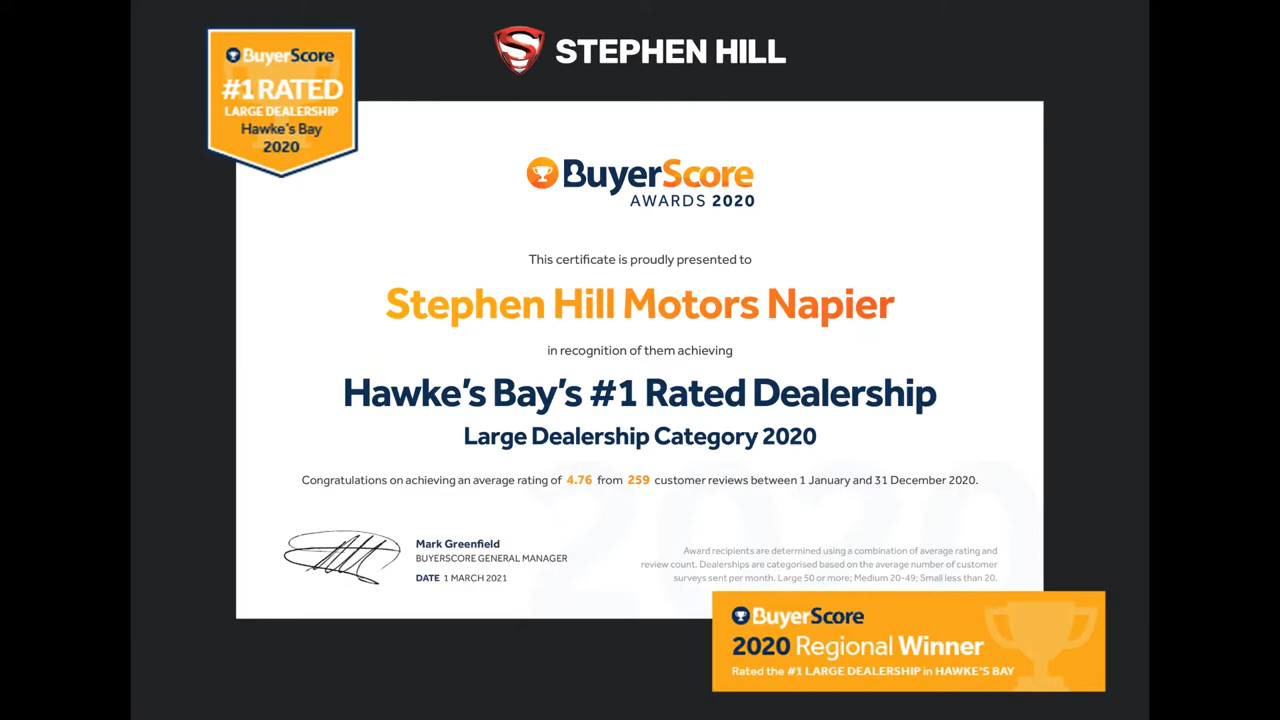 BuyerScore
#1 RATED
LARGE DEALERSHIP
Hawke's Bay
2020
STEPHEN HILL
BuyerScore
AWARDS 2020
This certificate is proudly presented to
Stephen Hill Motors Napier
in recognition of them achieving
Hawke's Bay's #1 Rated Dealership
Large Dealership Category 2020
Congratulations on achieving an average rating of 4.76 from 259 customer reviews between 1 January and 31 December 2020.
Mark Greenfield
BUYERSCORE GENERAL MANAGER
DATE 1 MARCH 2021
Award recipients are determined using a combination of average rating and
review count. Dealerships are categorised based on the average number of customer
surveys sent per month. Large 50 or more; Medium 20-49; Small less than 20.
2020
BuyerScore
2020 Regional Winner
Rated the #1 LARGE DEALERSHIP in HAWKE'S BAY